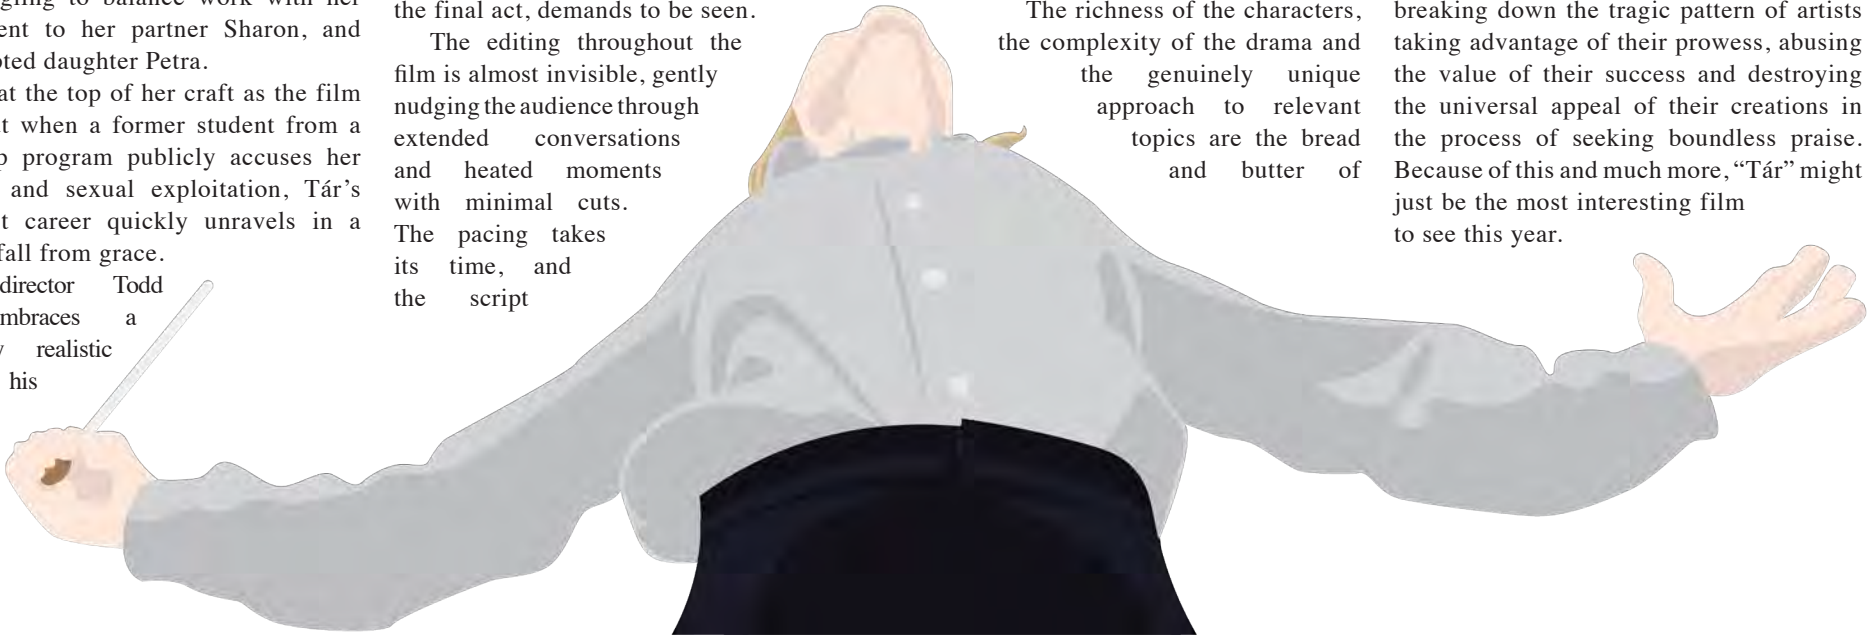 to balance work with her
to her partner Sharon, and
daughter Petra.
at the top of her craft as the film
when a former student from a
program publicly accuses her
and sexual exploitation, Tár’s
career quickly unravels in a
fall from grace.
director Todd
a
realistic
his
the final act, demands to be seen.
The editing throughout the
film is almost invisible, gently
nudging the audience through
extended conversations
and heated moments
with minimal cuts.
The pacing takes
its time, and
the script
The richness of the characters,
the complexity of the drama and
the genuinely unique
approach to relevant
topics are the bread
and butter of
breaking down the tragic pattern of artists
taking advantage of their prowess, abusing
the value of their success and destroying
the universal appeal of their creations in
the process of seeking boundless praise.
Because of this and much more, “Tár” might
just be the most interesting film
to see this year.